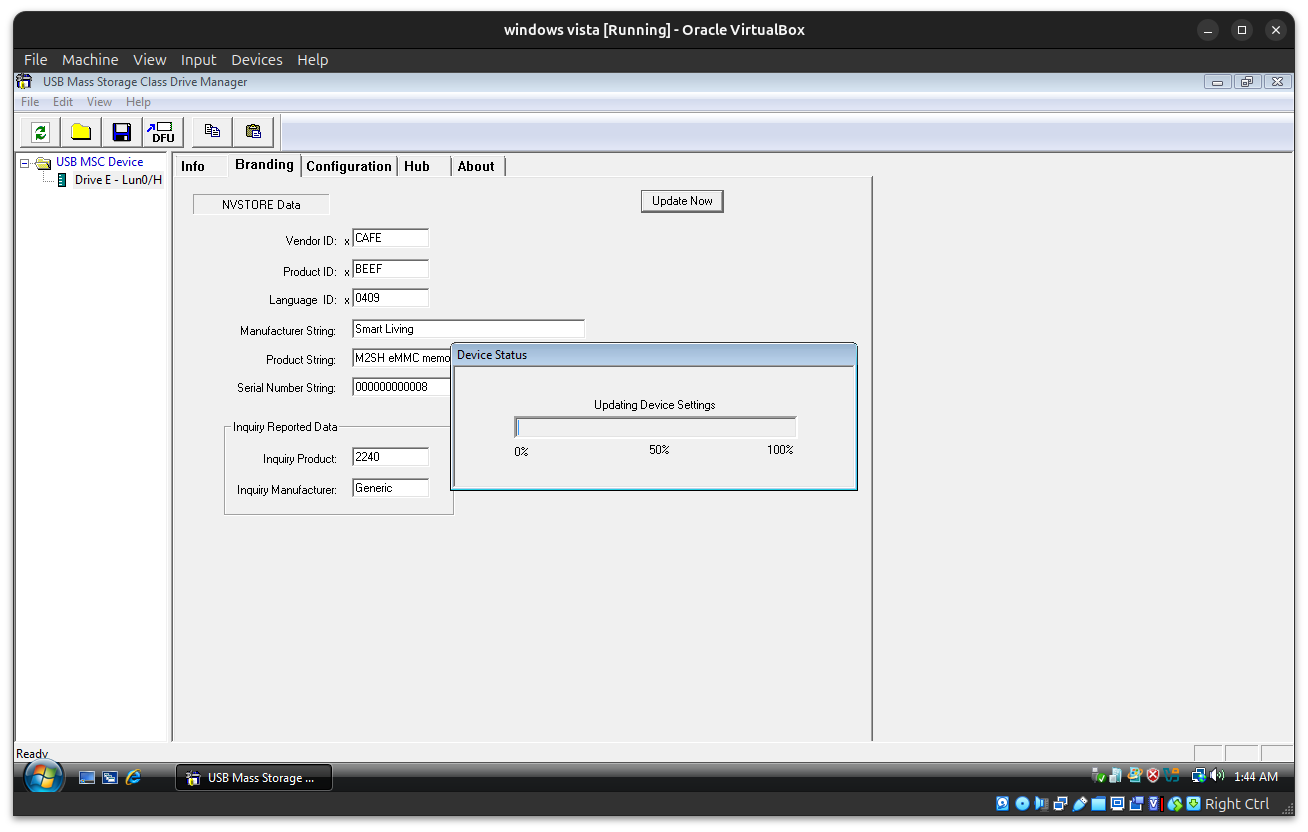 windows vista [Running] - Oracle VirtualBox
File Machine View Input Devices Help
USB Mass Storage Class Drive Manager
File Edit View Help
DFU
USB MSC Device
Drive E - Lun0/H
Info Branding Configuration Hub About
NVSTORE Data
Update Now
Vendor ID: x CAFE
Product ID: x BEEF
Language ID: x 0409
Manufacturer String: Smart Living
Product String: M2SH eMMC memo
Serial Number String: 000000000008
Inquiry Reported Data
Inquiry Product: 2240
Inquiry Manufacturer: Generic
Device Status
Updating Device Settings
0% 50% 100%
Ready
USB Mass Storage ...
1:44 AM
Right Ctrl